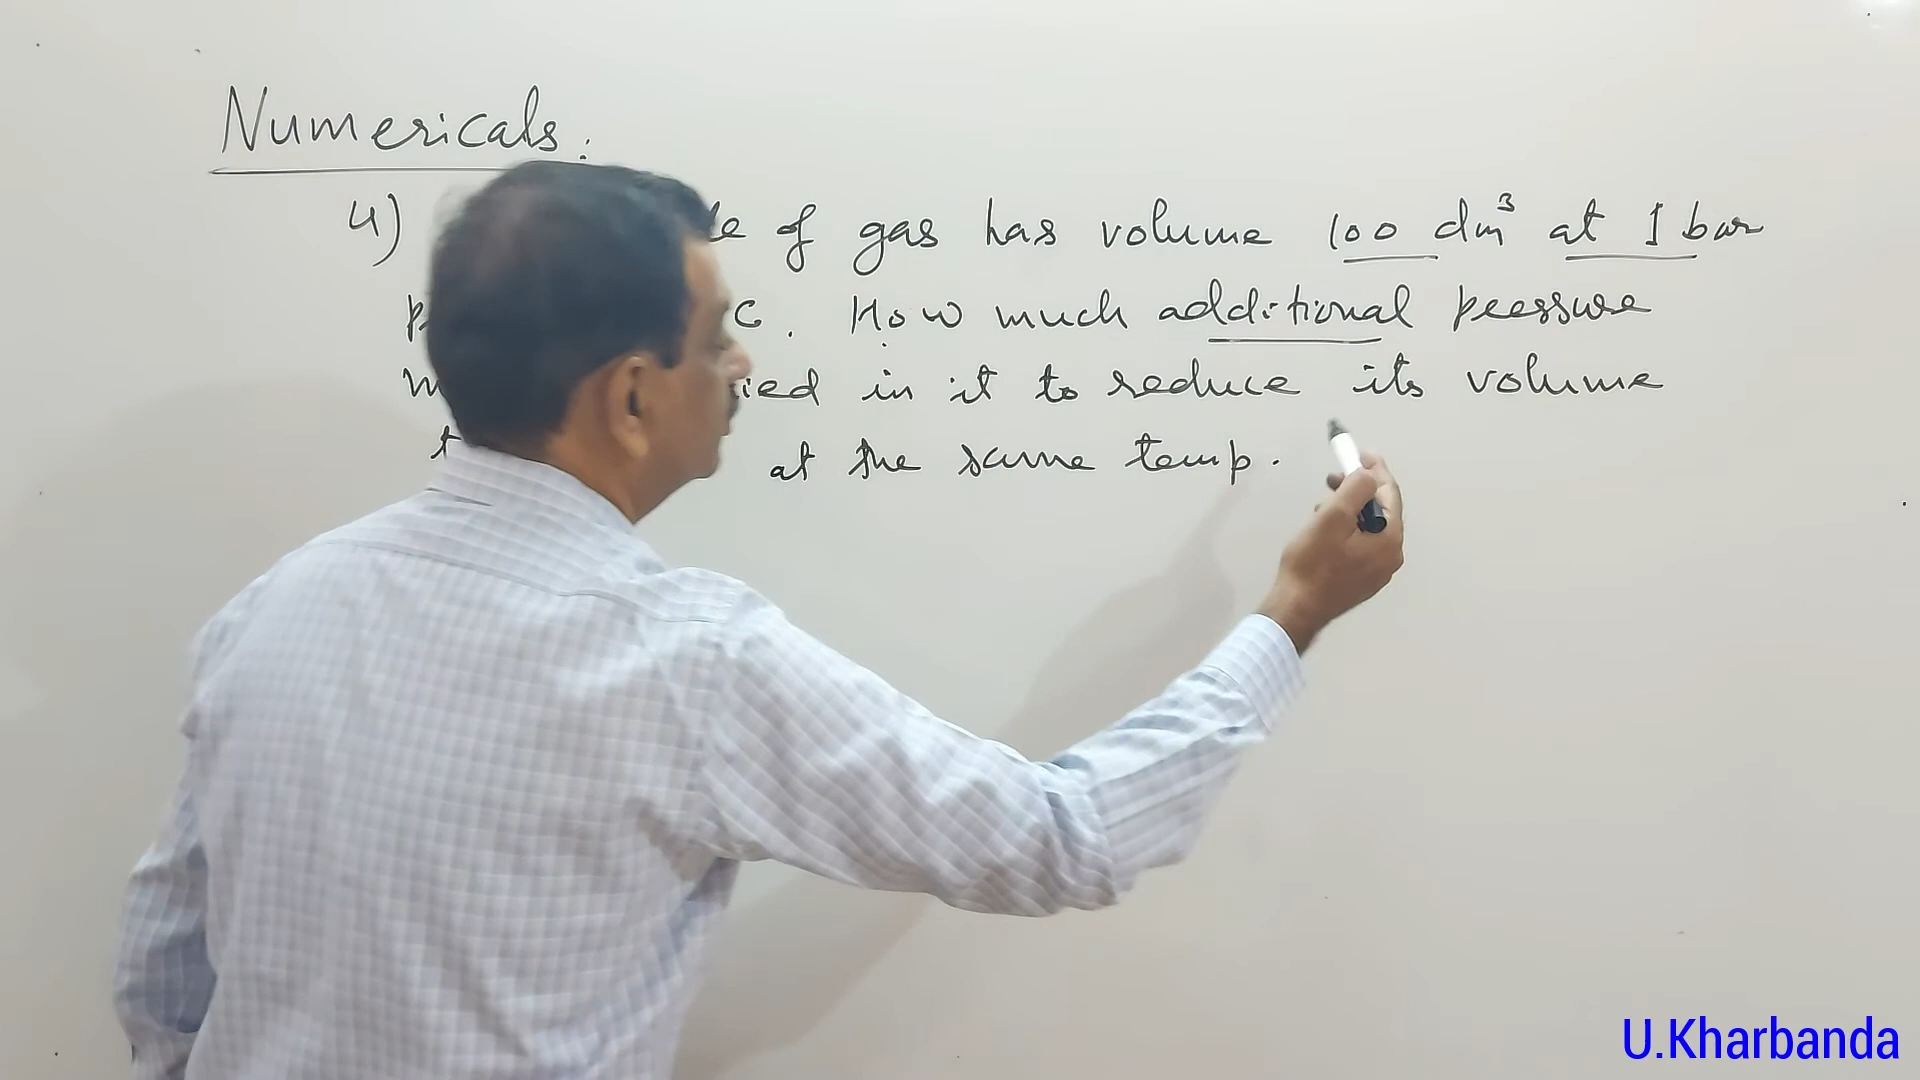 Numericals:
4) of gas has volume 100 dm³ at 1 bar
C. How much additional pressure
in it to reduce its volume
at the same temp.
U.Kharbanda